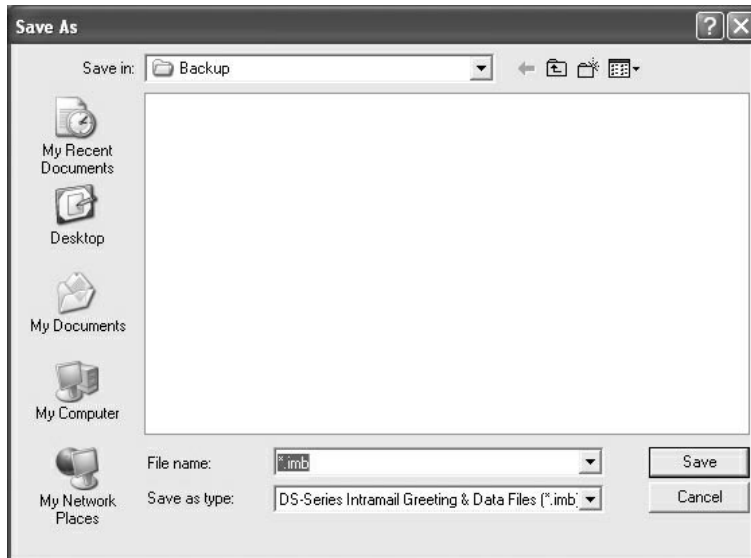 Save As
Save in: Backup
My Recent
Documents
Desktop
My Documents
My Computer
My Network
Places
File name: *.imb
Save as type: DS-Series Intramail Greeting & Data Files (*.imb)
Save
Cancel